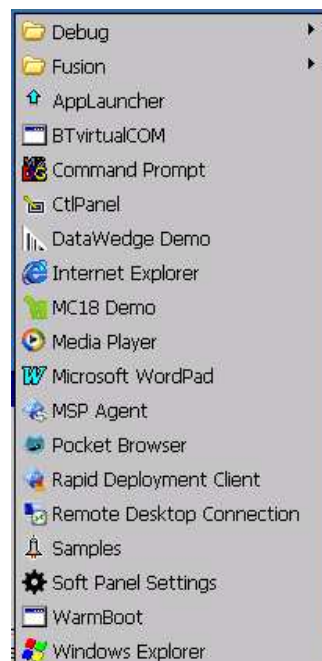 Debug
Fusion
AppLauncher
BTvirtualCOM
Command Prompt
CtlPanel
DataWedge Demo
Internet Explorer
MC18 Demo
Media Player
Microsoft WordPad
MSP Agent
Pocket Browser
Rapid Deployment Client
Remote Desktop Connection
Samples
Soft Panel Settings
WarmBoot
Windows Explorer